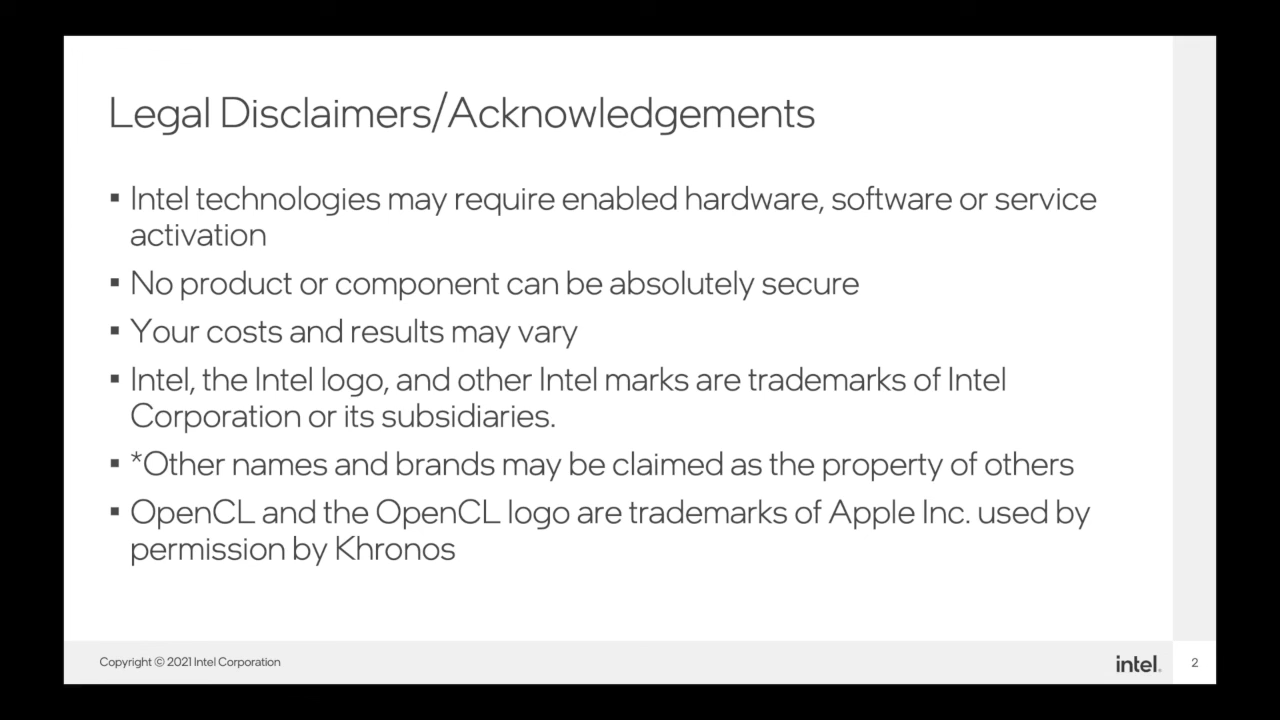 Legal Disclaimers/Acknowledgements
▪ Intel technologies may require enabled hardware, software or service
activation
▪ No product or component can be absolutely secure
▪ Your costs and results may vary
▪ Intel, the Intel logo, and other Intel marks are trademarks of Intel
Corporation or its subsidiaries.
▪ *Other names and brands may be claimed as the property of others
▪ OpenCL and the OpenCL logo are trademarks of Apple Inc. used by
permission by Khronos
Copyright © 2021 Intel Corporation
intel.
2